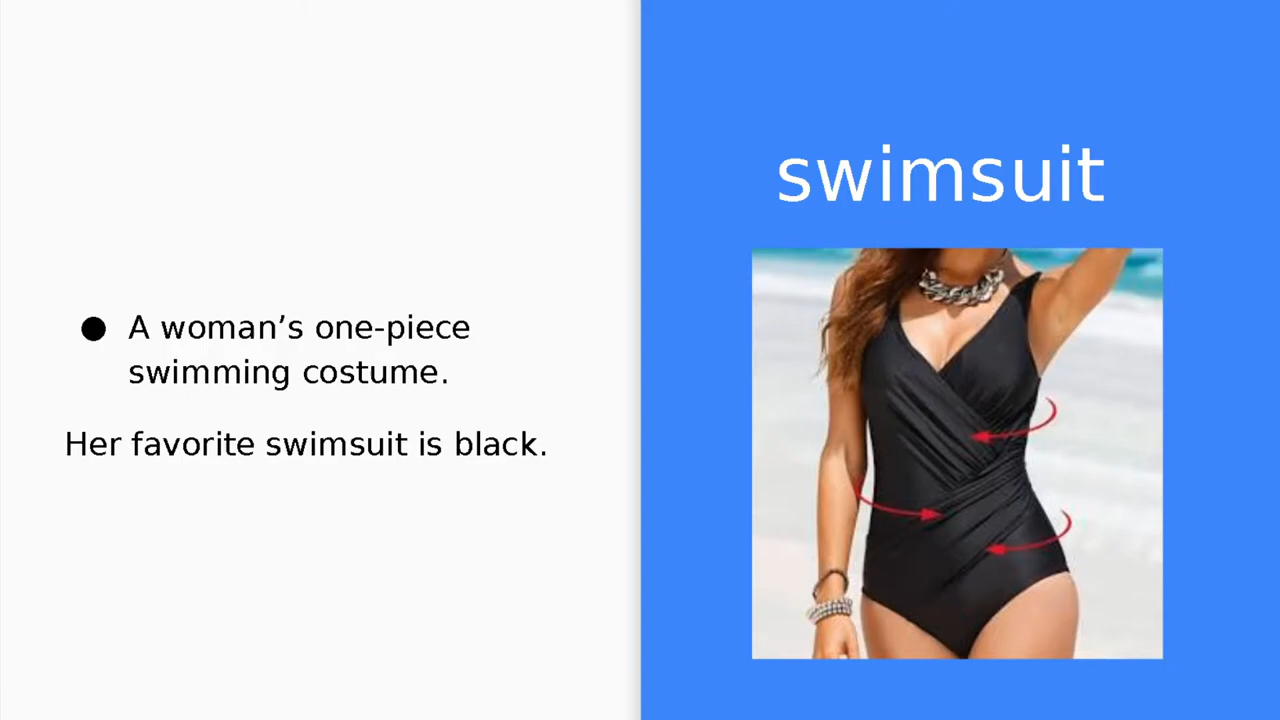 swimsuit
● A woman’s one-piece
swimming costume.
Her favorite swimsuit is black.